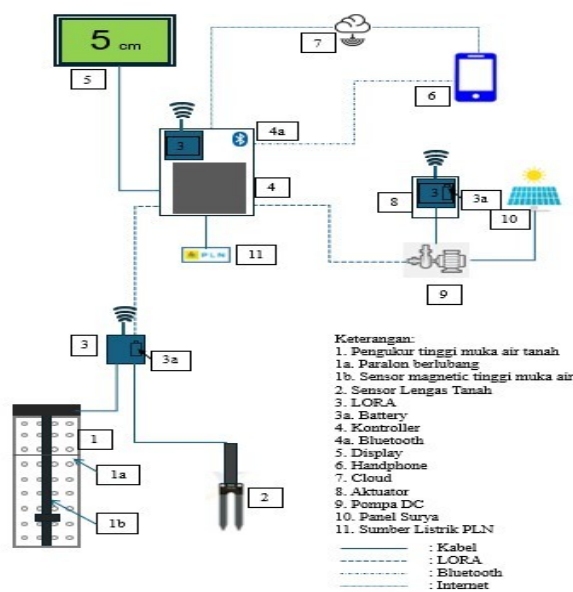 5 cm
7
5
6
4a
3
4
3
8
3a
10
PLN
11
9
3
3a
1
1a
2
1b
Keterangan:
1. Pengukur tinggi muka air tanah
1a. Paralon berlubang
1b. Sensor magnetic tinggi muka air
2. Sensor Lengas Tanah
3. LORA
3a. Battery
4. Kontroller
4a. Bluetooth
5. Display
6. Handphone
7. Cloud
8. Aktuator
9. Pompa DC
10. Panel Surya
11. Sumber Listrik PLN
: Kabel
: LORA
: Bluetooth
: Internet